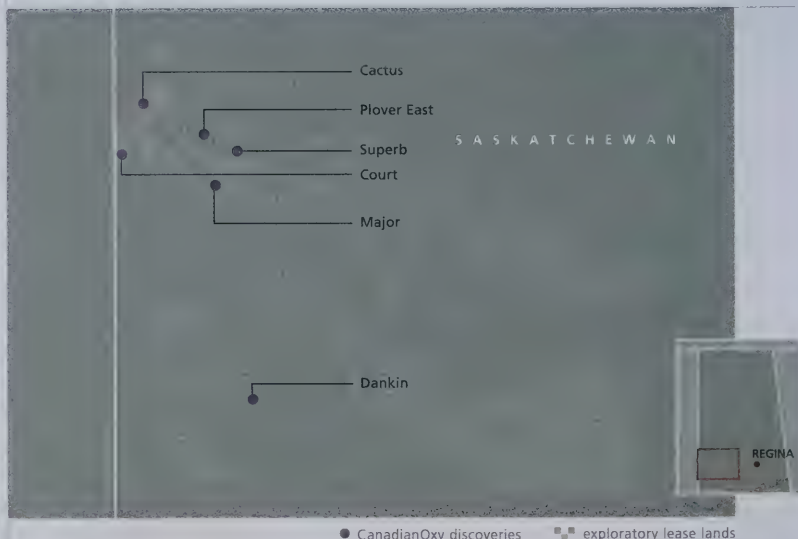 Cactus
Plover East
SASKATCHEWAN
Superb
Court
Major
Dankin
REGINA
CanadianOxy discoveries
exploratory lease lands